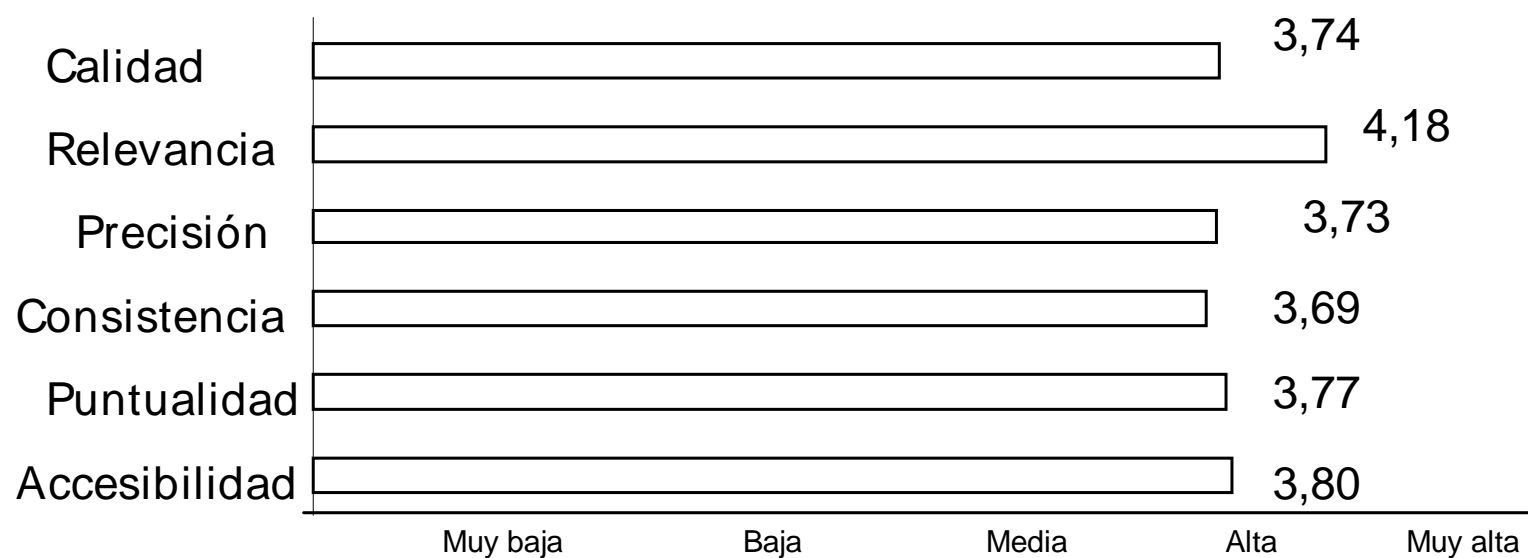 Calidad 3,74
Relevancia 4,18
Precisión 3,73
Consistencia 3,69
Puntualidad 3,77
Accesibilidad 3,80
Muy baja Baja Media Alta Muy alta